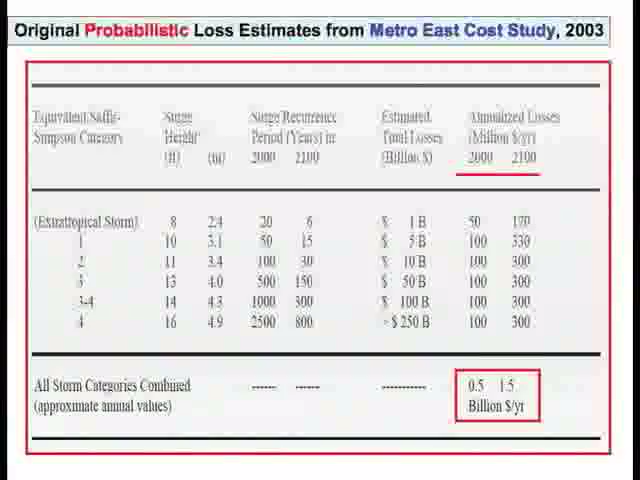 Original Probabilistic Loss Estimates from Metro East Cost Study, 2003
Equivalent Saffir- Surge Surge Recurrence Estimated Annualized Losses
Simpson Category Height Period (Years) in Total Losses (Million $/yr)
(ft) (m) 2000 2100 (Billion $) 2000 2100
(Extratropical Storm) 8 2.4 20 6 $ 1 B 50 170
1 10 3.1 50 15 $ 5 B 100 330
2 11 3.4 100 30 $ 10 B 100 300
3 13 4.0 500 150 $ 50 B 100 300
3-4 14 4.3 1000 300 $ 100 B 100 300
4 16 4.9 2500 800 $ 250 B 100 300
All Storm Categories Combined ------ ------ ----------- 0.5 1.5
(approximate annual values) Billion $/yr